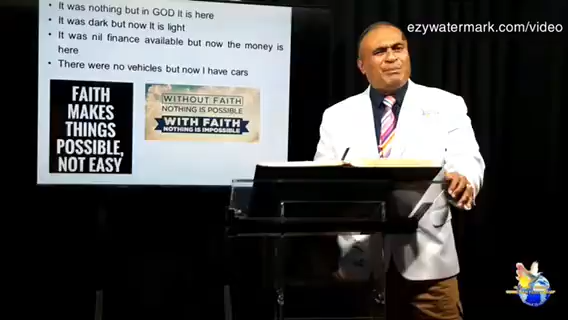 ezywatermark.com/video
• It was nothing but in GOD It is here
• It was dark but now It is light
• It was nil finance available but now the money is
here
• There were no vehicles but now I have cars
FAITH
MAKES
THINGS
POSSIBLE,
NOT EASY
WITHOUT FAITH
NOTHING IS POSSIBLE
WITH FAITH
NOTHING IS IMPOSSIBLE